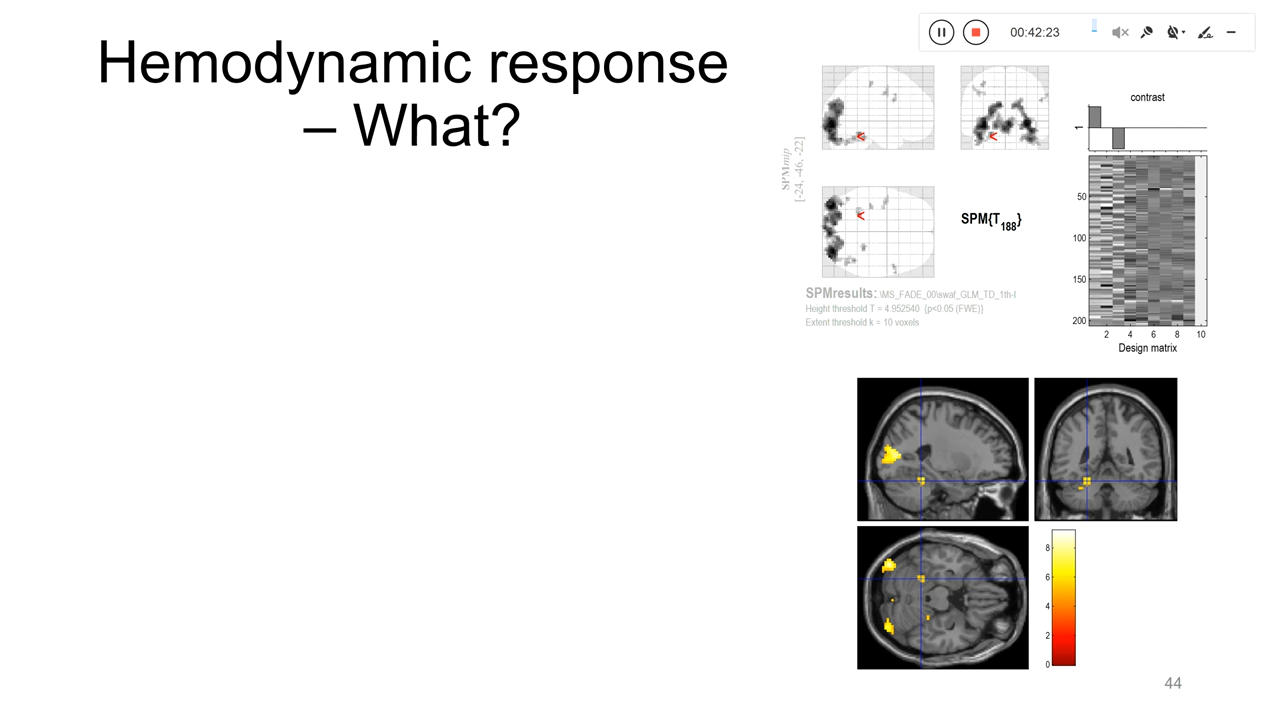 Hemodynamic response
– What?
00:42:23
SPMmip
[-24, -46, -22]
<
<
<
SPM{T188}
SPMresults: .\MS_FADE_00\swaf_GLM_TD_1th-l
Height threshold T = 4.952540 {p<0.05 (FWE)}
Extent threshold k = 10 voxels
contrast
1
50
100
150
200
2 4 6 8 10
Design matrix
8
6
4
2
0
44